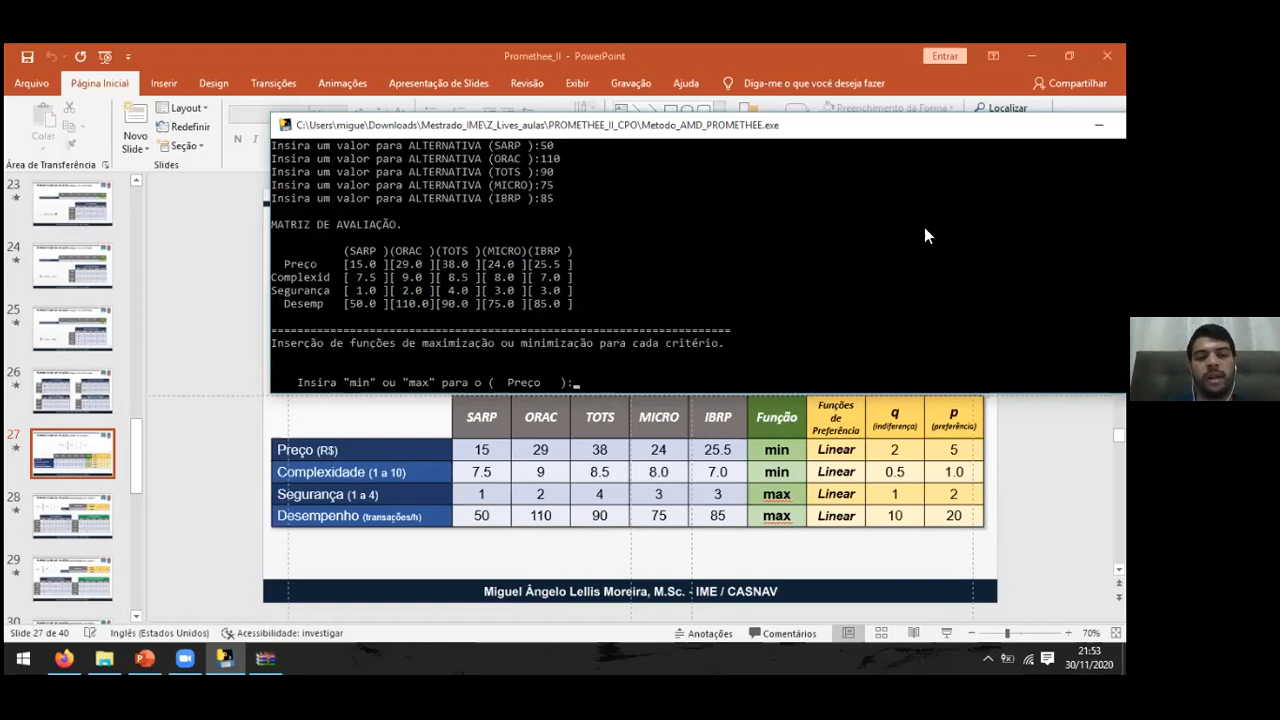 Promethee_II - PowerPoint
Entrar
Arquivo Página Inicial Inserir Design Transições Animações Apresentação de Slides Revisão Exibir Gravação Ajuda Diga-me o que você deseja fazer Compartilhar
Colar
Novo
Slide
Layout
Redefinir
Seção
N I
Preenchimento da Forma
Localizar
Área de Transferência
Slides
C:\Users\migue\Downloads\Mestrado_IME\Z_Lives_aulas\PROMETHEE_II_CPO\Metodo_AMD_PROMETHEE.exe
Insira um valor para ALTERNATIVA (SARP ):50
Insira um valor para ALTERNATIVA (ORAC ):110
Insira um valor para ALTERNATIVA (TOTS ):90
Insira um valor para ALTERNATIVA (MICRO):75
Insira um valor para ALTERNATIVA (IBRP ):85
MATRIZ DE AVALIAÇÃO.
(SARP )(ORAC )(TOTS )(MICRO)(IBRP )
Preço [15.0 ][29.0 ][38.0 ][24.0 ][25.5 ]
Complexid [ 7.5 ][ 9.0 ][ 8.5 ][ 8.0 ][ 7.0 ]
Segurança [ 1.0 ][ 2.0 ][ 4.0 ][ 3.0 ][ 3.0 ]
Desemp [50.0 ][110.0][90.0 ][75.0 ][85.0 ]
======================================================================
Inserção de funções de maximização ou minimização para cada critério.
Insira "min" ou "max" para o ( Preço ):_
SARP ORAC TOTS MICRO IBRP Função Funções de Preferência q (indiferença) p (preferência)
Preço (R$) 15 29 38 24 25.5 min Linear 2 5
Complexidade (1 a 10) 7.5 9 8.5 8.0 7.0 min Linear 0.5 1.0
Segurança (1 a 4) 1 2 4 3 3 max Linear 1 2
Desempenho (transações/h) 50 110 90 75 85 max Linear 10 20
Miguel Ângelo Lellis Moreira, M.Sc. - IME / CASNAV
23
24
25
26
27
28
29
Slide 27 de 40 Inglês (Estados Unidos) Acessibilidade: investigar Anotações Comentários 70%
21:53
30/11/2020